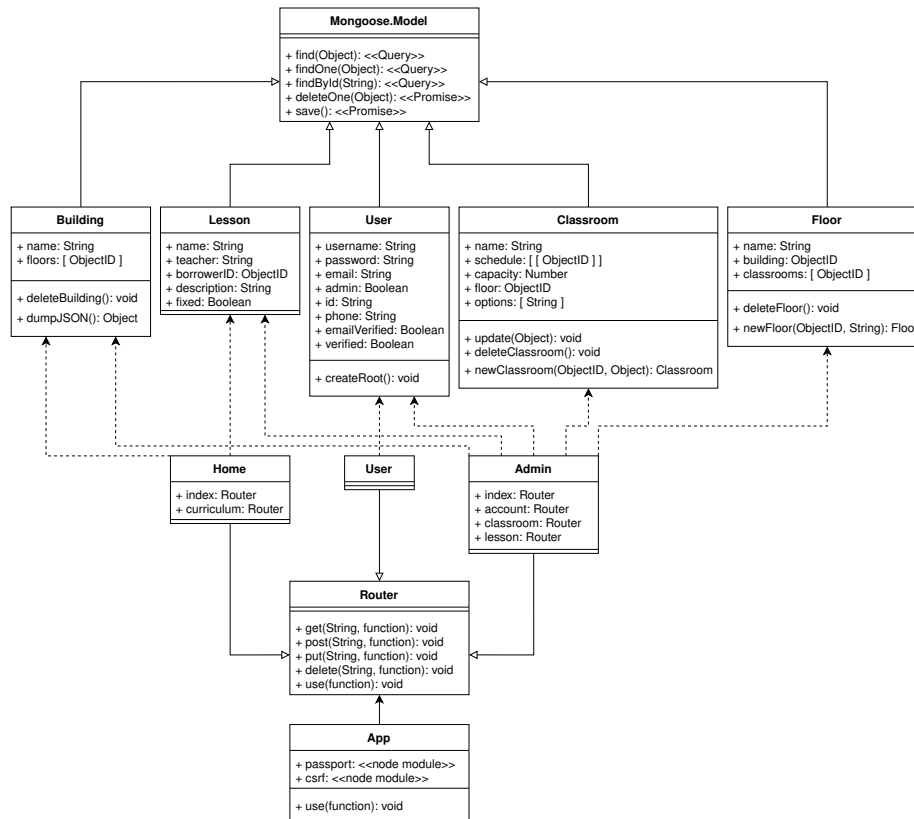 Mongoose.Model
+ find(Object): <<Query>>
+ findOne(Object): <<Query>>
+ findById(String): <<Query>>
+ deleteOne(Object): <<Promise>>
+ save(): <<Promise>>
Building
+ name: String
+ floors: [ ObjectID ]
+ deleteBuilding(): void
+ dumpJSON(): Object
Lesson
+ name: String
+ teacher: String
+ borrowerID: ObjectID
+ description: String
+ fixed: Boolean
User
+ username: String
+ password: String
+ email: String
+ admin: Boolean
+ id: String
+ phone: String
+ emailVerified: Boolean
+ verified: Boolean
+ createRoot(): void
Classroom
+ name: String
+ schedule: [ [ ObjectID ] ]
+ capacity: Number
+ floor: ObjectID
+ options: [ String ]
+ update(Object): void
+ deleteClassroom(): void
+ newClassroom(ObjectID, Object): Classroom
Floor
+ name: String
+ building: ObjectID
+ classrooms: [ ObjectID ]
+ deleteFloor(): void
+ newFloor(ObjectID, String): Floor
Home
+ index: Router
+ curriculum: Router
User
Admin
+ index: Router
+ account: Router
+ classroom: Router
+ lesson: Router
Router
+ get(String, function): void
+ post(String, function): void
+ put(String, function): void
+ delete(String, function): void
+ use(function): void
App
+ passport: <<node module>>
+ csrf: <<node module>>
+ use(function): void